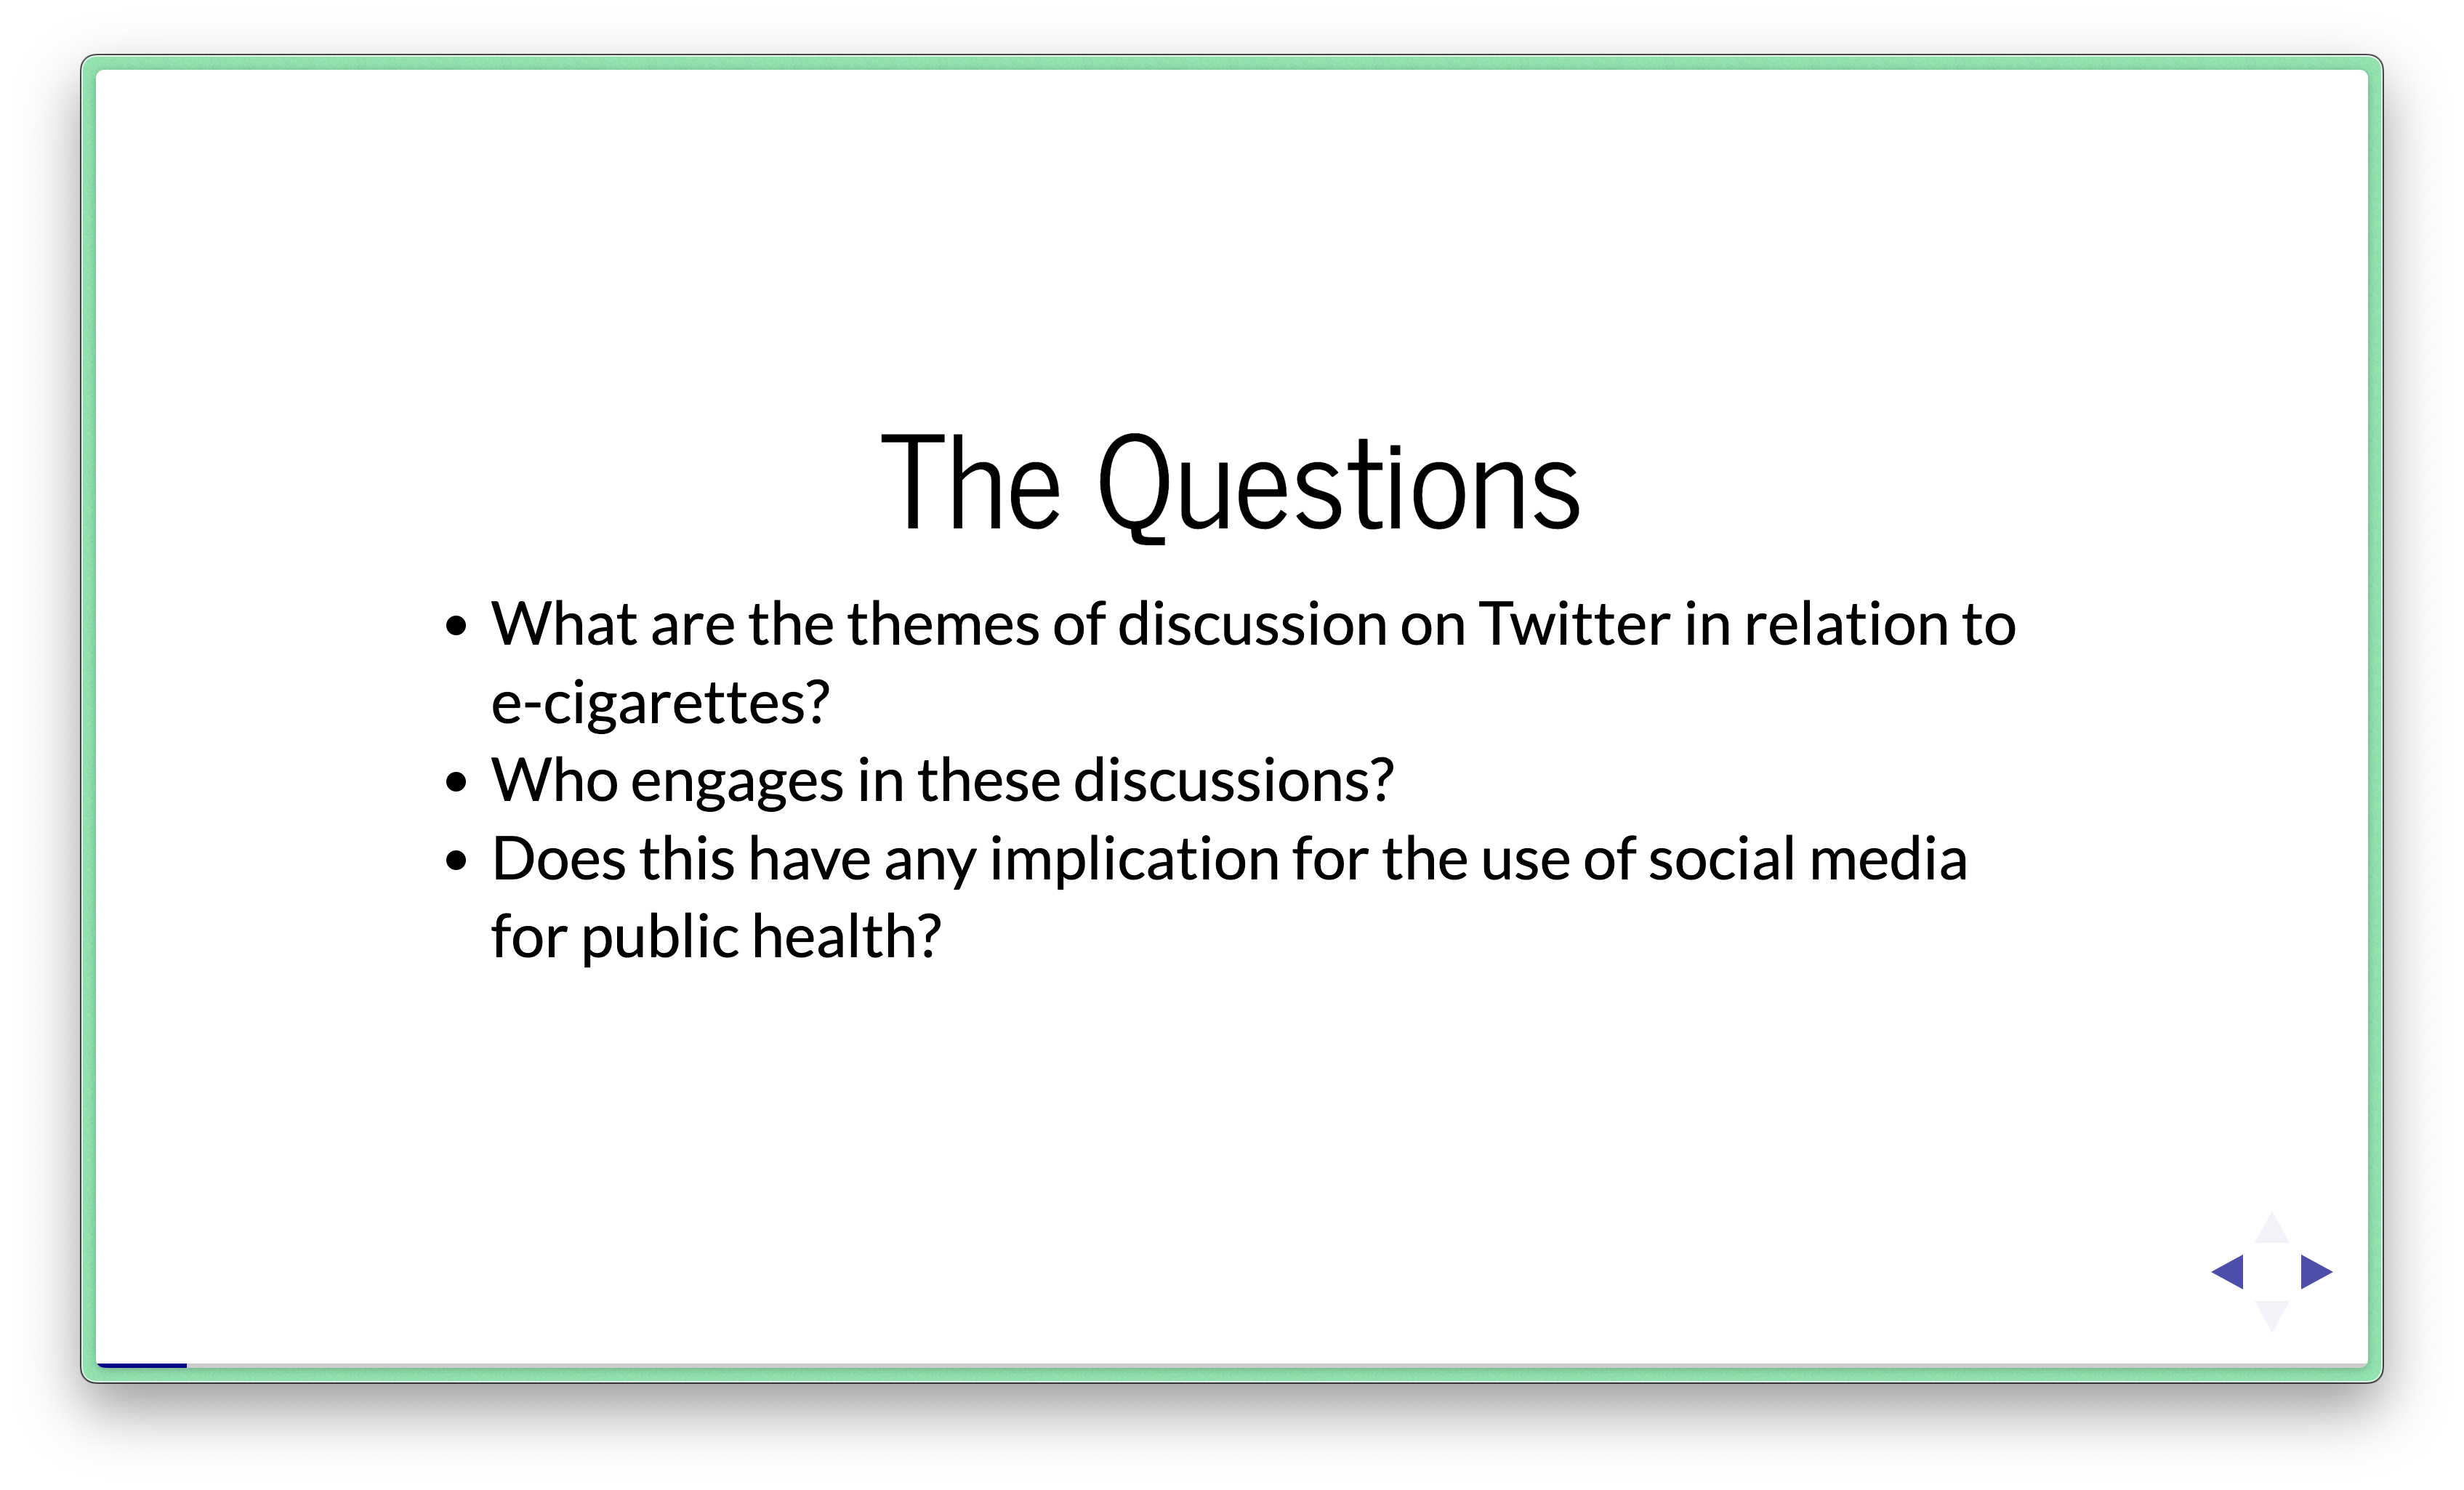 The Questions
• What are the themes of discussion on Twitter in relation to
e-cigarettes?
• Who engages in these discussions?
• Does this have any implication for the use of social media
for public health?